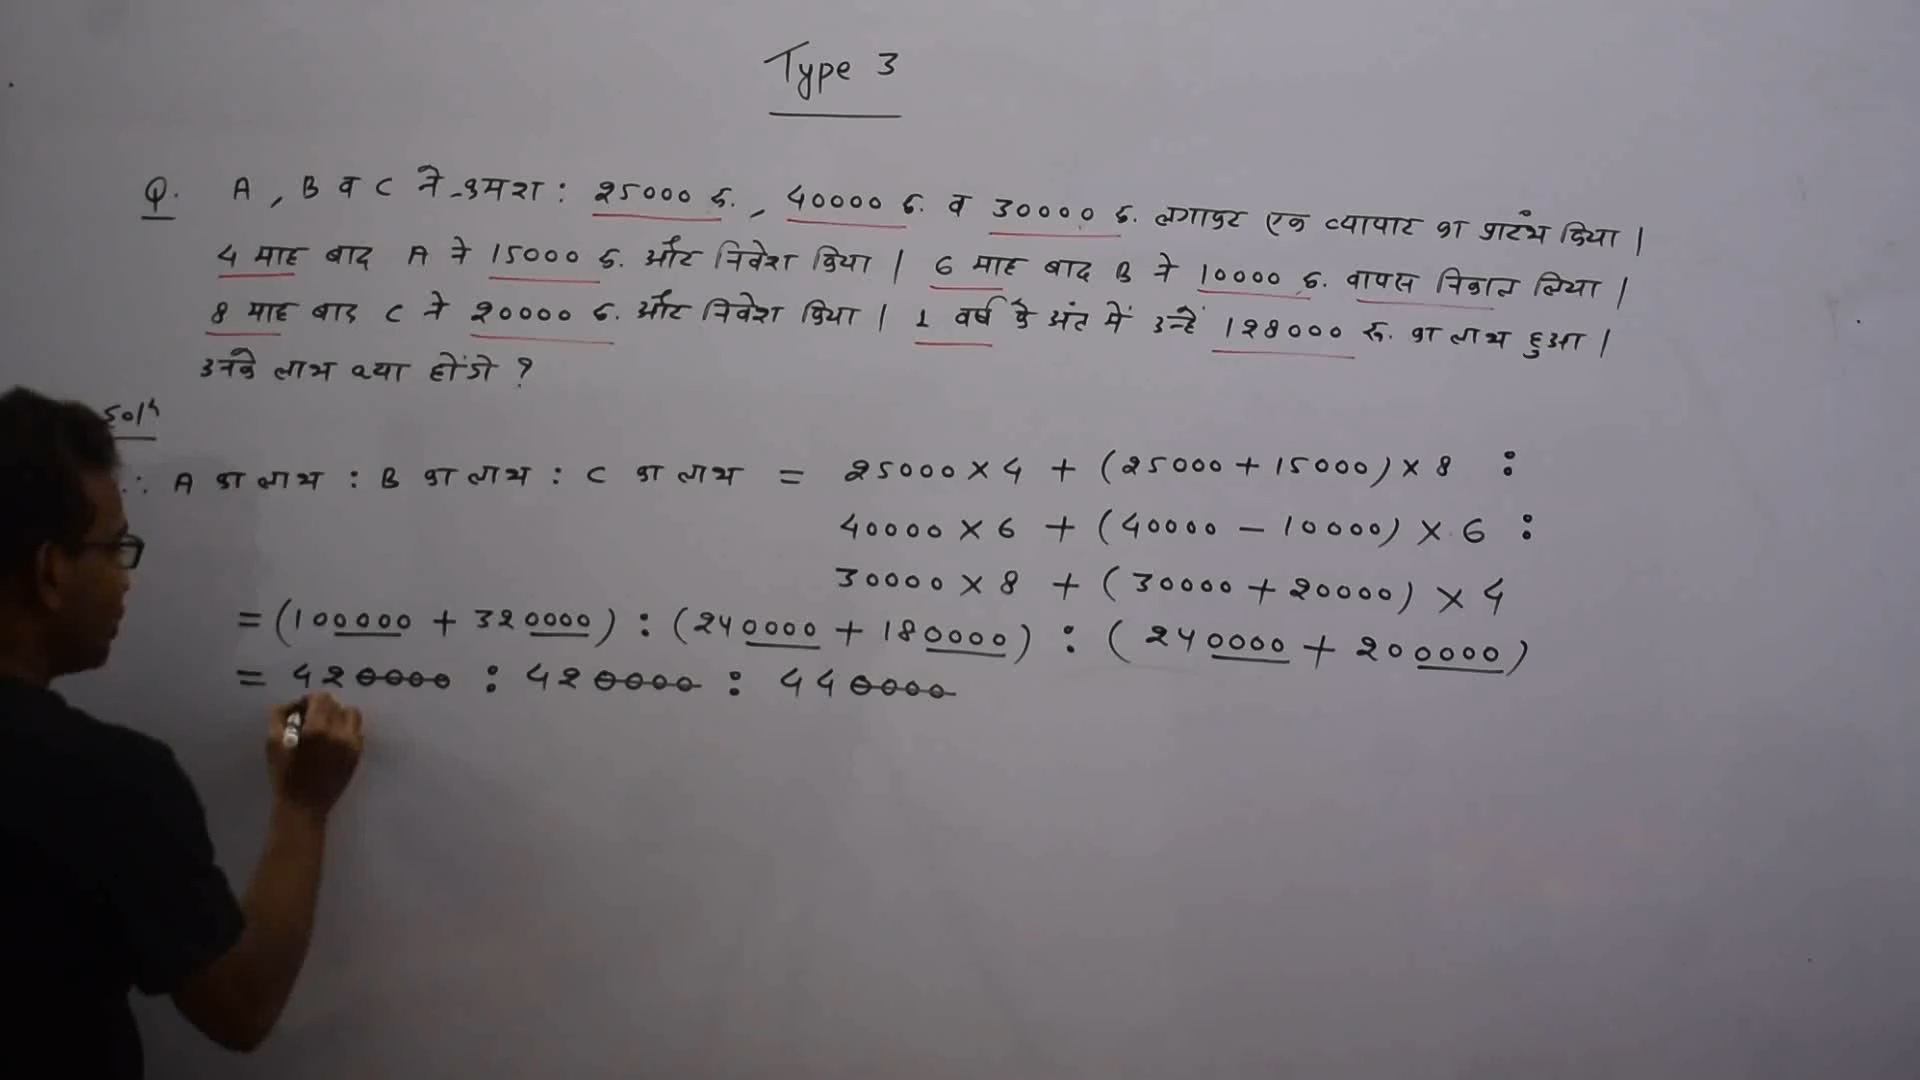 Type 3
Q. A, B व C ने क्रमश: 25000 रु., 40000 रु. व 30000 रु. लगाकर एक व्यापार का प्रारंभ किया।
4 माह बाद A ने 15000 रु. और निवेश किया। 6 माह बाद B ने 10000 रु. वापस निकाल लिया।
8 माह बाद C ने 20000 रु. और निवेश किया। 1 वर्ष के अंत में उन्हें 128000 रू. का लाभ हुआ।
उनके लाभ क्या होंगे ?
Solⁿ
∵ A का लाभ : B का लाभ : C का लाभ = 25000 × 4 + (25000 + 15000) × 8 :
40000 × 6 + (40000 - 10000) × 6 :
30000 × 8 + (30000 + 20000) × 4
= (100000 + 320000) : (240000 + 180000) : (240000 + 200000)
= 420000 : 420000 : 440000